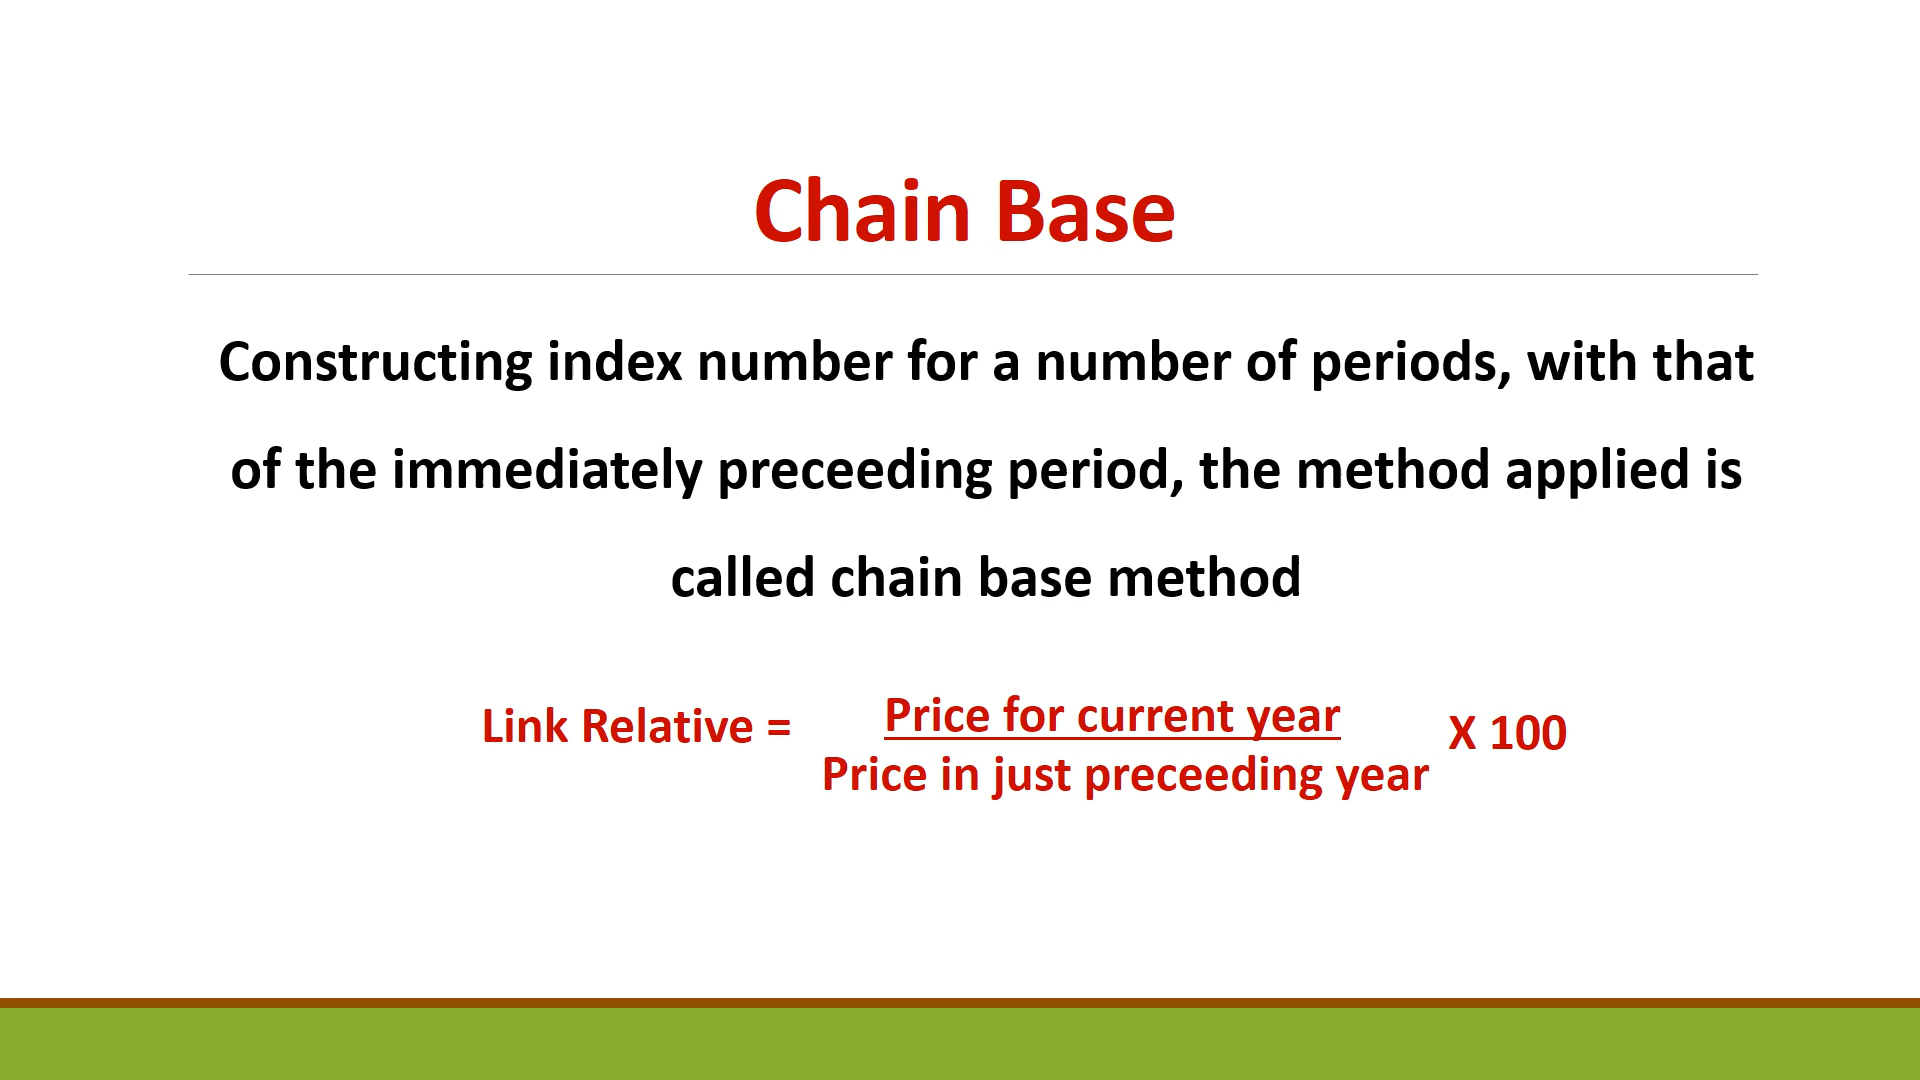 Chain Base
Constructing index number for a number of periods, with that
of the immediately preceeding period, the method applied is
called chain base method
Link Relative =
Price for current year
Price in just preceeding year
X 100